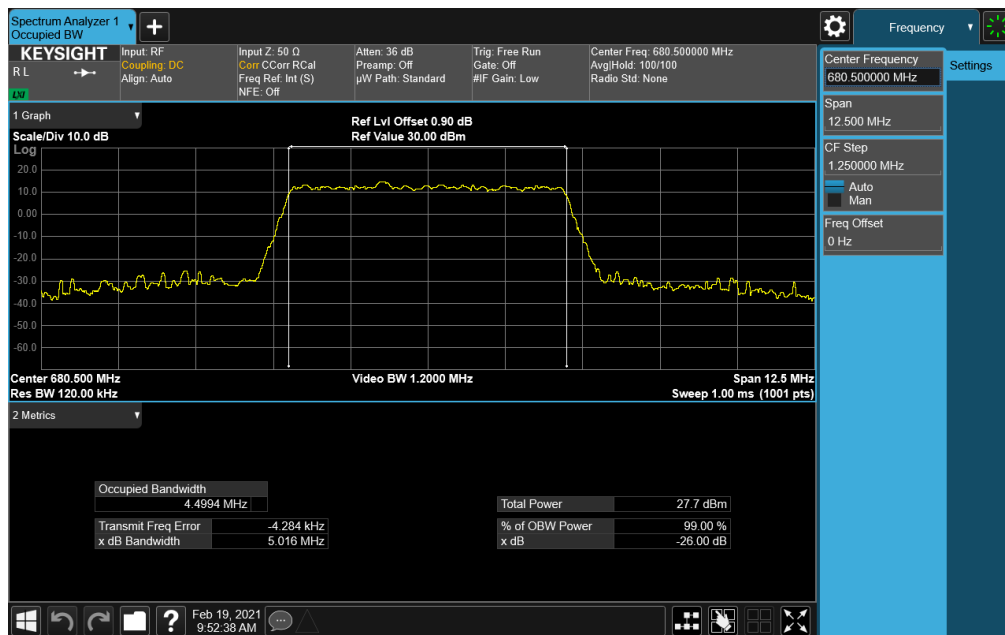 Spectrum Analyzer 1
Occupied BW
Frequency
KEYSIGHT
R L
LXI
Input: RF
Coupling: DC
Align: Auto
Input Z: 50 Ω
Corr CCorr RCal
Freq Ref: Int (S)
NFE: Off
Atten: 36 dB
Preamp: Off
µW Path: Standard
Trig: Free Run
Gate: Off
#IF Gain: Low
Center Freq: 680.500000 MHz
Avg|Hold: 100/100
Radio Std: None
Center Frequency
680.500000 MHz
Settings
Span
12.500 MHz
CF Step
1.250000 MHz
Auto
Man
Freq Offset
0 Hz
1 Graph
Scale/Div 10.0 dB
Ref Lvl Offset 0.90 dB
Ref Value 30.00 dBm
Log
20.0
10.0
0.00
-10.0
-20.0
-30.0
-40.0
-50.0
-60.0
Center 680.500 MHz
Video BW 1.2000 MHz
Span 12.5 MHz
Res BW 120.00 kHz
Sweep 1.00 ms (1001 pts)
2 Metrics
Occupied Bandwidth
4.4994 MHz
Total Power 27.7 dBm
Transmit Freq Error -4.284 kHz
% of OBW Power 99.00 %
x dB Bandwidth 5.016 MHz
x dB -26.00 dB
Feb 19, 2021
9:52:38 AM